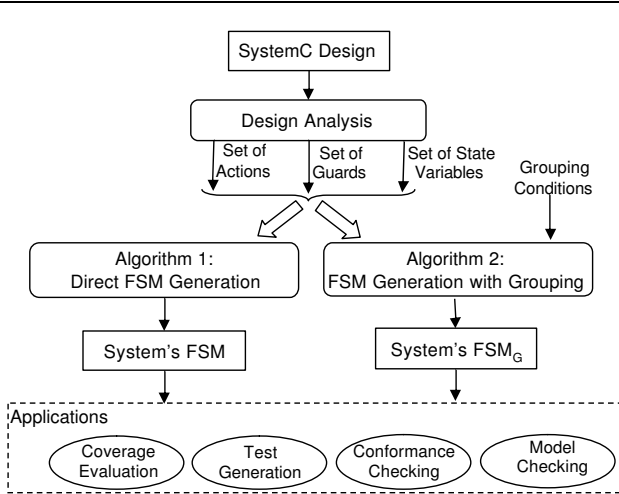 SystemC Design
Design Analysis
Set of
Actions
Set of
Guards
Set of State
Variables
Grouping
Conditions
Algorithm 1:
Direct FSM Generation
Algorithm 2:
FSM Generation with Grouping
System's FSM
System's FSM_G
Applications
Coverage
Evaluation
Test
Generation
Conformance
Checking
Model
Checking